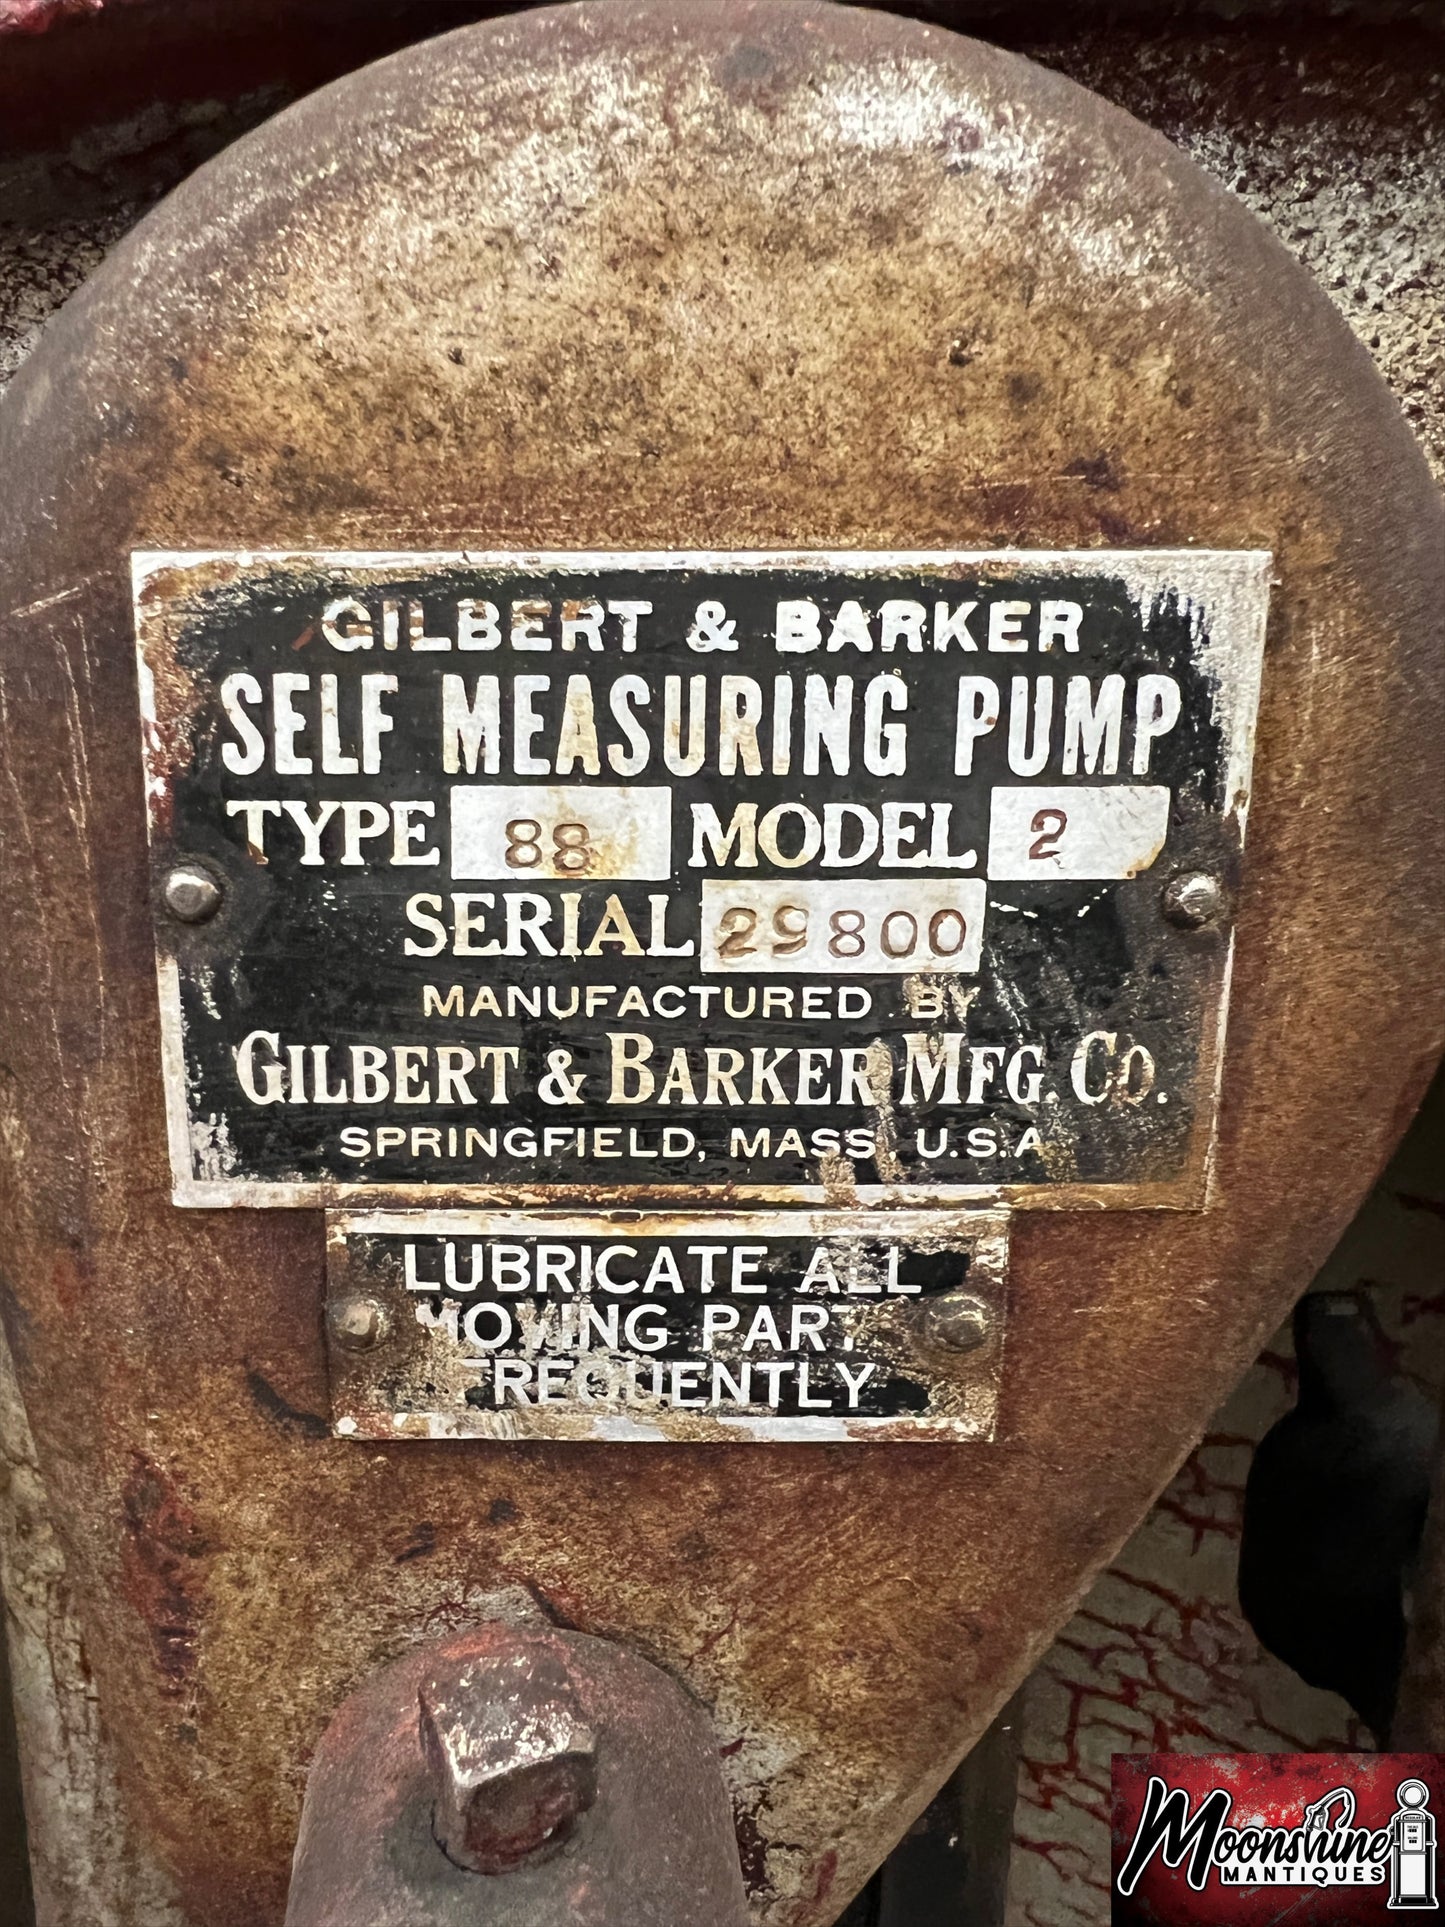 GILBERT & BARKER
SELF MEASURING PUMP
TYPE 88 MODEL 2
SERIAL 29800
MANUFACTURED BY
GILBERT & BARKER MFG. CO.
SPRINGFIELD, MASS. U.S.A
LUBRICATE ALL
MOVING PART
FREQUENTLY
Moonshine
MANTIQUES